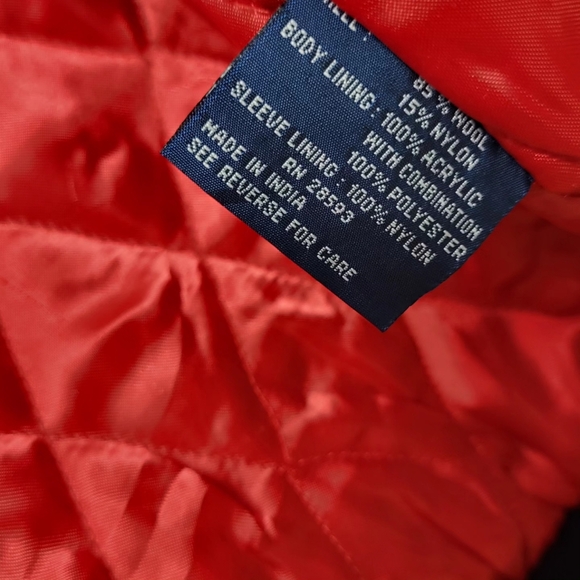 85% WOOL
15% NYLON
BODY LINING: 100% ACRYLIC
WITH COMBINATION
100% POLYESTER
SLEEVE LINING: 100% NYLON
RN 26593
MADE IN INDIA
SEE REVERSE FOR CARE